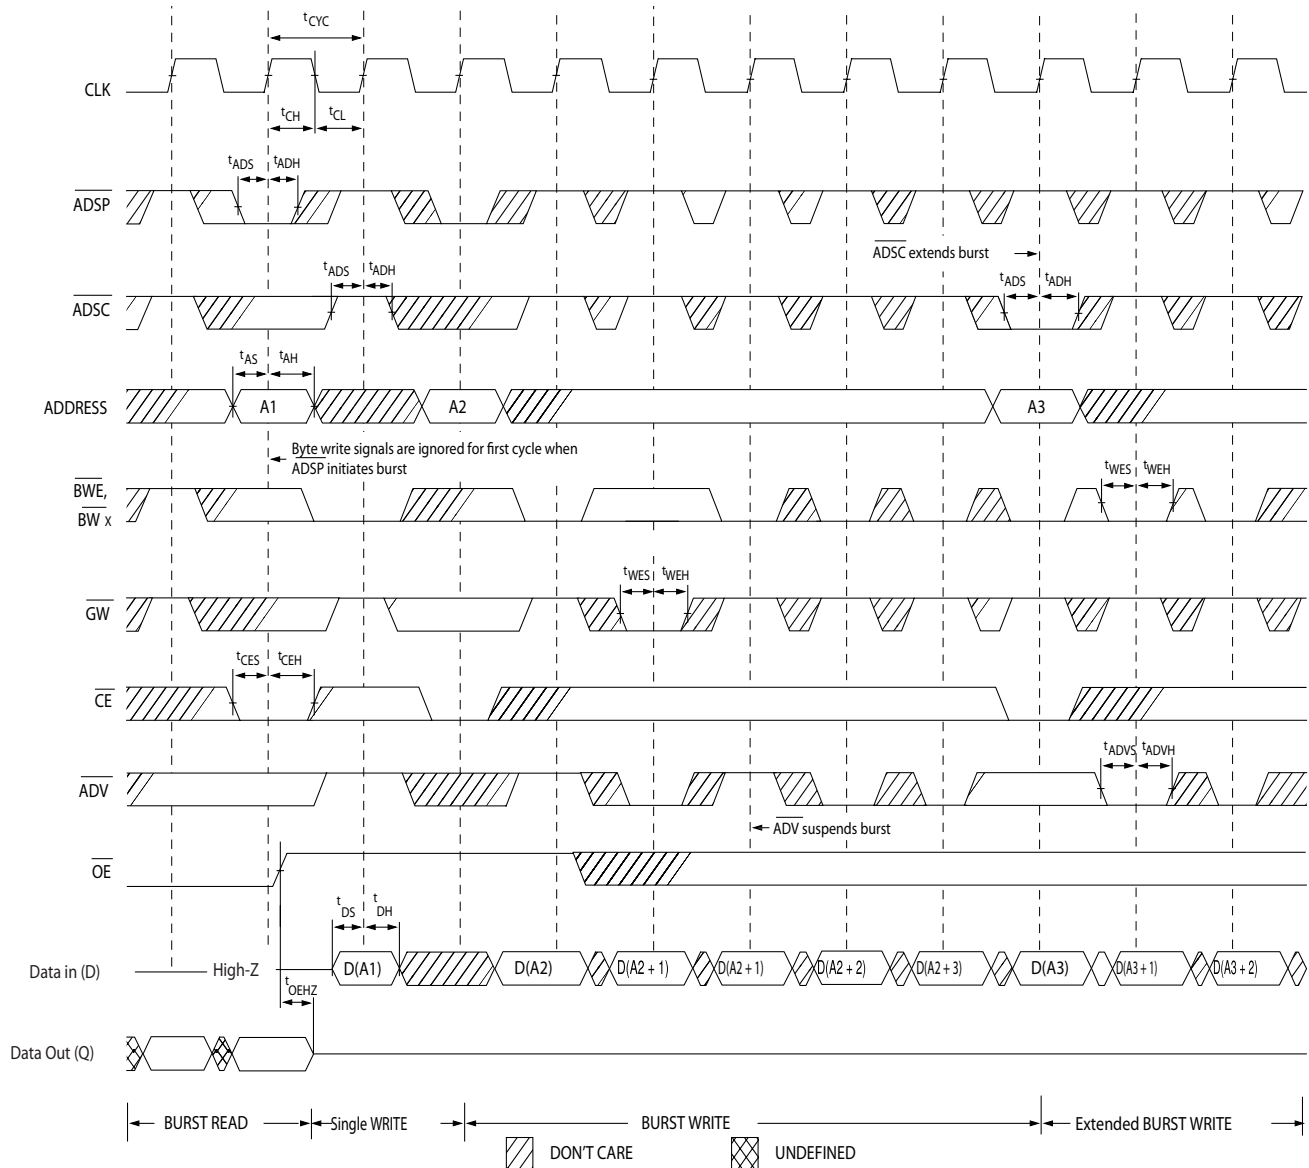 tCYC
CLK
tCH
tCL
tADS
tADH
ADSP
ADSC extends burst
tADS
tADH
tADS
tADH
ADSC
tAS
tAH
ADDRESS
A1
A2
A3
Byte write signals are ignored for first cycle when
ADSP initiates burst
tWES
tWEH
BWE,
BW x
tWES
tWEH
GW
tCES
tCEH
CE
tADVS
tADVH
ADV
ADV suspends burst
OE
tDS
tDH
Data in (D)
High-Z
D(A1)
D(A2)
D(A2 + 1)
D(A2 + 1)
D(A2 + 2)
D(A2 + 3)
D(A3)
D(A3 + 1)
D(A3 + 2)
tOEHZ
Data Out (Q)
BURST READ
Single WRITE
BURST WRITE
Extended BURST WRITE
DON'T CARE
UNDEFINED